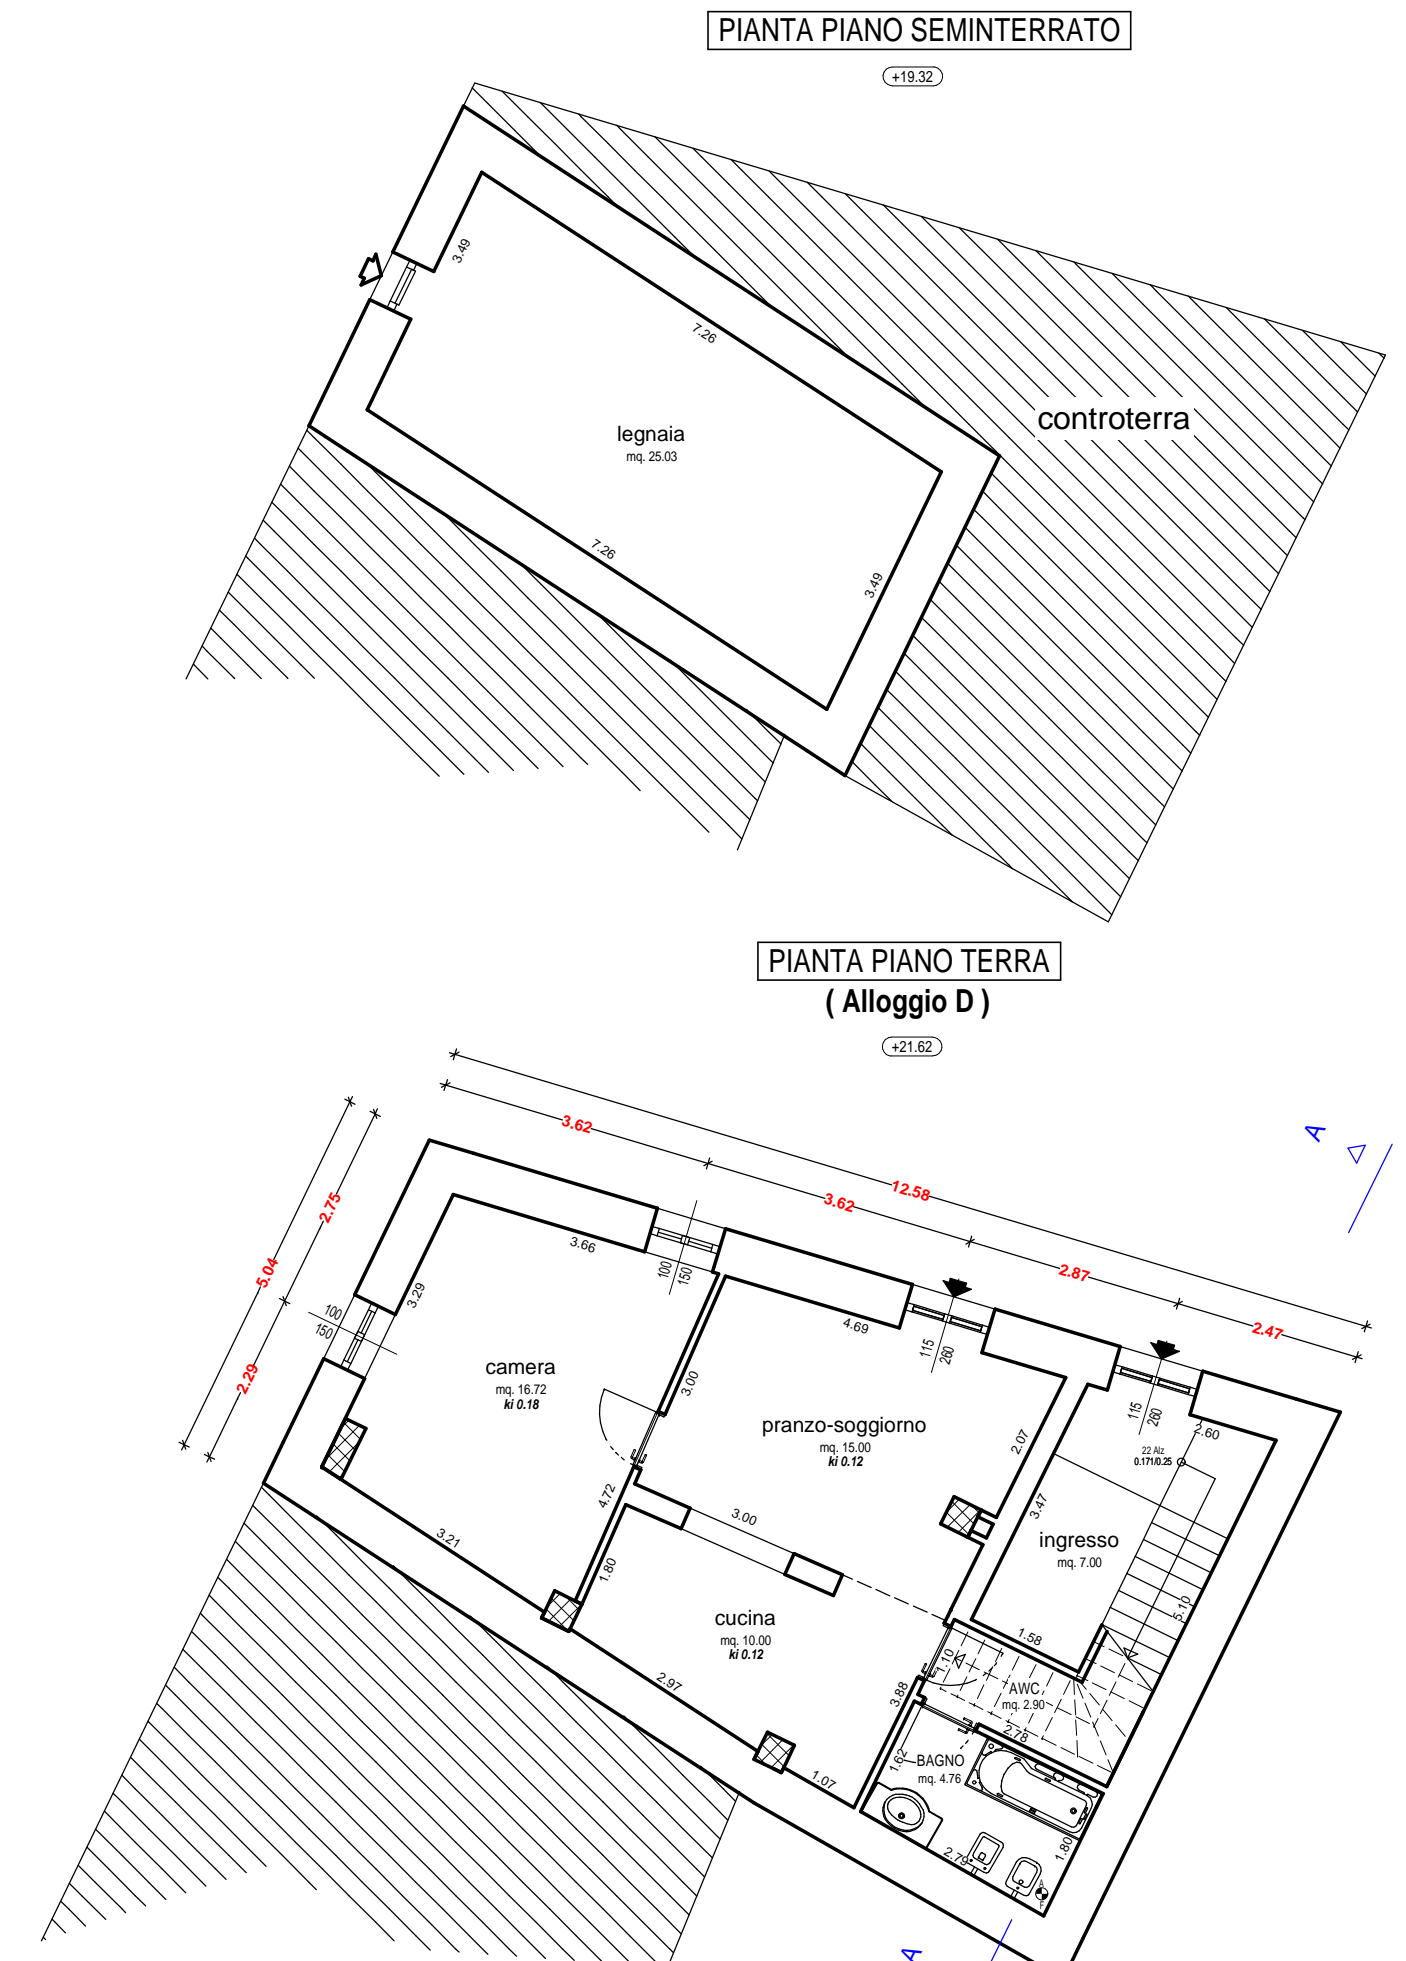 PIANTA PIANO SEMINTERRATO
+19.32
3.49
7.26
controterra
legnaia
mq. 25.03
7.26
3.49
PIANTA PIANO TERRA
( Alloggio D )
+21.62
3.62
12.58
3.62
2.87
2.47
A
2.75
5.04
2.29
3.66
100
150
3.29
100
150
4.69
115
260
camera
mq. 16.72
ki 0.18
3.00
pranzo-soggiorno
mq. 15.00
ki 0.12
2.07
115
260
2.60
22 Alz
0.171/0.25
3.47
4.72
3.00
3.21
ingresso
mq. 7.00
1.80
cucina
mq. 10.00
ki 0.12
5.10
1.58
1.10
2.97
3.88
AWC
mq. 2.90
2.78
1.62
BAGNO
mq. 4.76
1.07
1.80
2.79
A
F
A